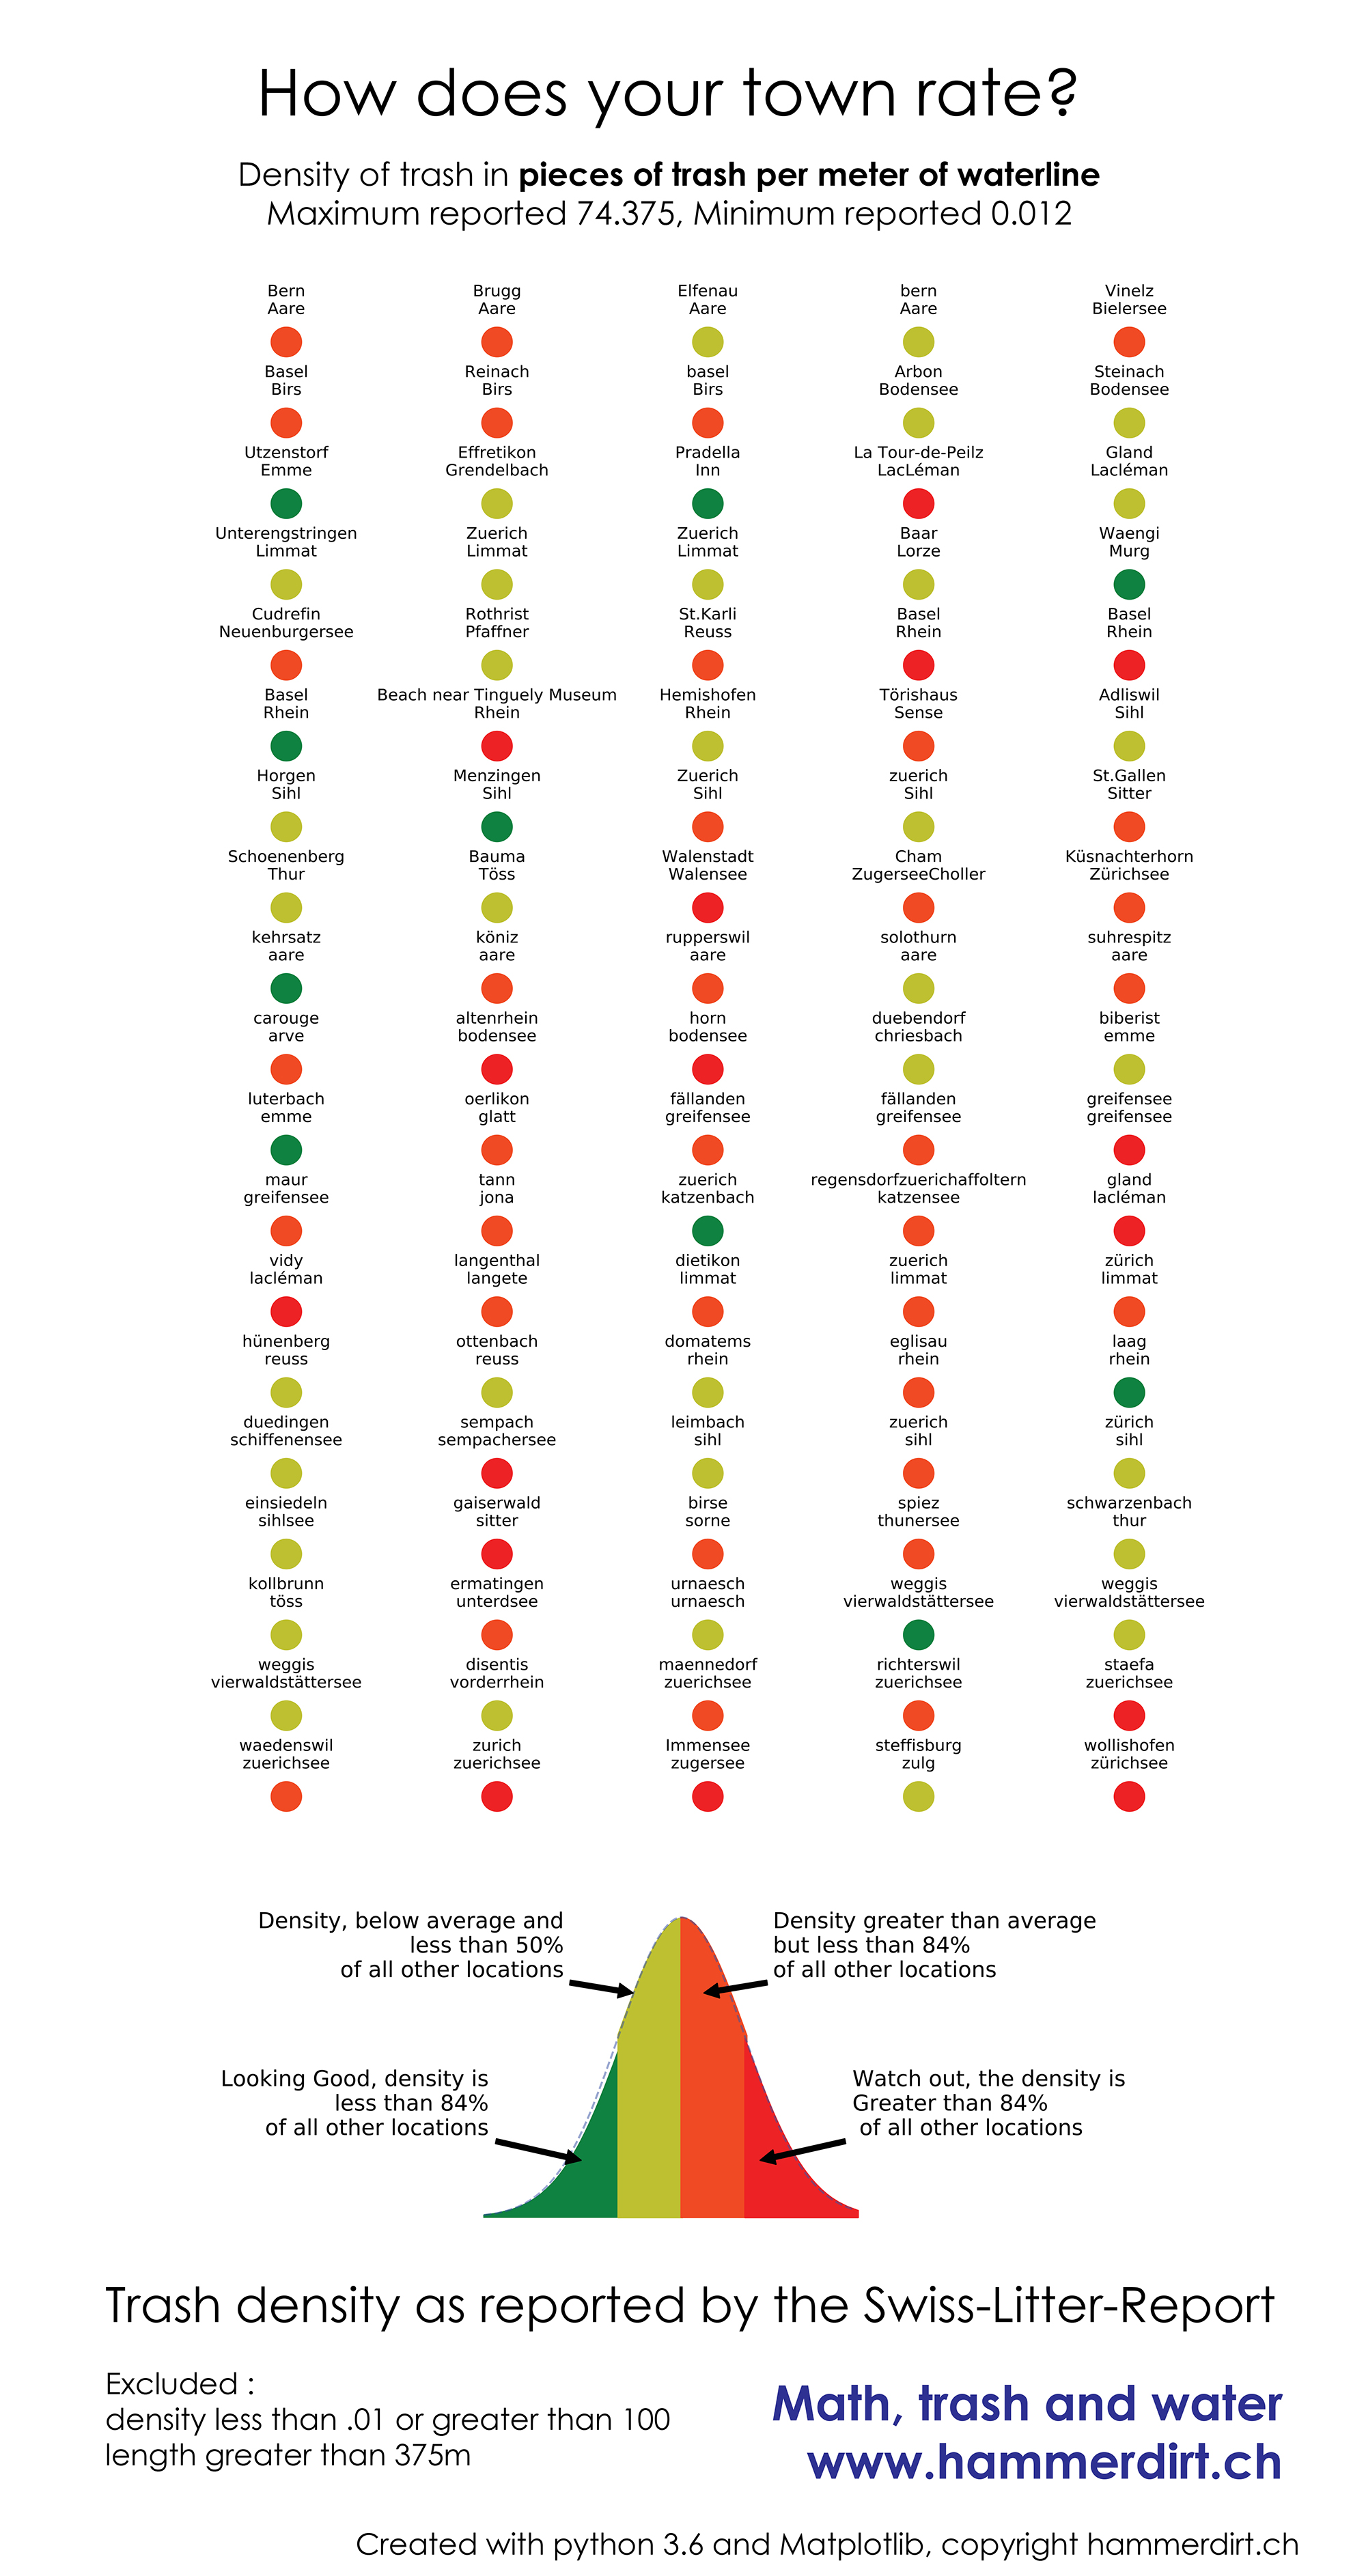 How does your town rate?
Density of trash in pieces of trash per meter of waterline
Maximum reported 74.375, Minimum reported 0.012
Bern Brugg Elfenau bern Vinelz
Aare Aare Aare Aare Bielersee
Basel Reinach basel Arbon Steinach
Birs Birs Birs Bodensee Bodensee
Utzenstorf Effretikon Pradella La Tour-de-Peilz Gland
Emme Grendelbach Inn LacLéman Lacléman
Unterengstringen Zuerich Zuerich Baar Waengi
Limmat Limmat Limmat Lorze Murg
Cudrefin Rothrist St.Karli Basel Basel
Neuenburgersee Pfaffner Reuss Rhein Rhein
Basel Beach near Tinguely Museum Hemishofen Törishaus Adliswil
Rhein Rhein Rhein Sense Sihl
Horgen Menzingen Zuerich zuerich St.Gallen
Sihl Sihl Sihl Sihl Sitter
Schoenenberg Bauma Walenstadt Cham Küsnachterhorn
Thur Töss Walensee ZugerseeCholler Zürichsee
kehrsatz köniz rupperswil solothurn suhrespitz
aare aare aare aare aare
carouge altenrhein horn duebendorf biberist
arve bodensee bodensee chriesbach emme
luterbach oerlikon fällanden fällanden greifensee
emme glatt greifensee greifensee greifensee
maur tann zuerich regensdorfzuerichaffoltern gland
greifensee jona katzenbach katzensee lacléman
vidy langenthal dietikon zuerich zürich
lacléman langete limmat limmat limmat
hünenberg ottenbach domatems eglisau laag
reuss reuss rhein rhein rhein
duedingen sempach leimbach zuerich zürich
schiffenensee sempachersee sihl sihl sihl
einsiedeln gaiserwald birse spiez schwarzenbach
sihlsee sitter sorne thunersee thur
kollbrunn ermatingen urnaesch weggis weggis
töss unterdsee urnaesch vierwaldstättersee vierwaldstättersee
weggis disentis maennedorf richterswil staefa
vierwaldstättersee vorderrhein zuerichsee zuerichsee zuerichsee
waedenswil zurich Immensee steffisburg wollishofen
zuerichsee zuerichsee zugersee zulg zürichsee
Density, below average and
less than 50%
of all other locations
Density greater than average
but less than 84%
of all other locations
Looking Good, density is
less than 84%
of all other locations
Watch out, the density is
Greater than 84%
of all other locations
Trash density as reported by the Swiss-Litter-Report
Excluded :
density less than .01 or greater than 100
length greater than 375m
Math, trash and water
www.hammerdirt.ch
Created with python 3.6 and Matplotlib, copyright hammerdirt.ch